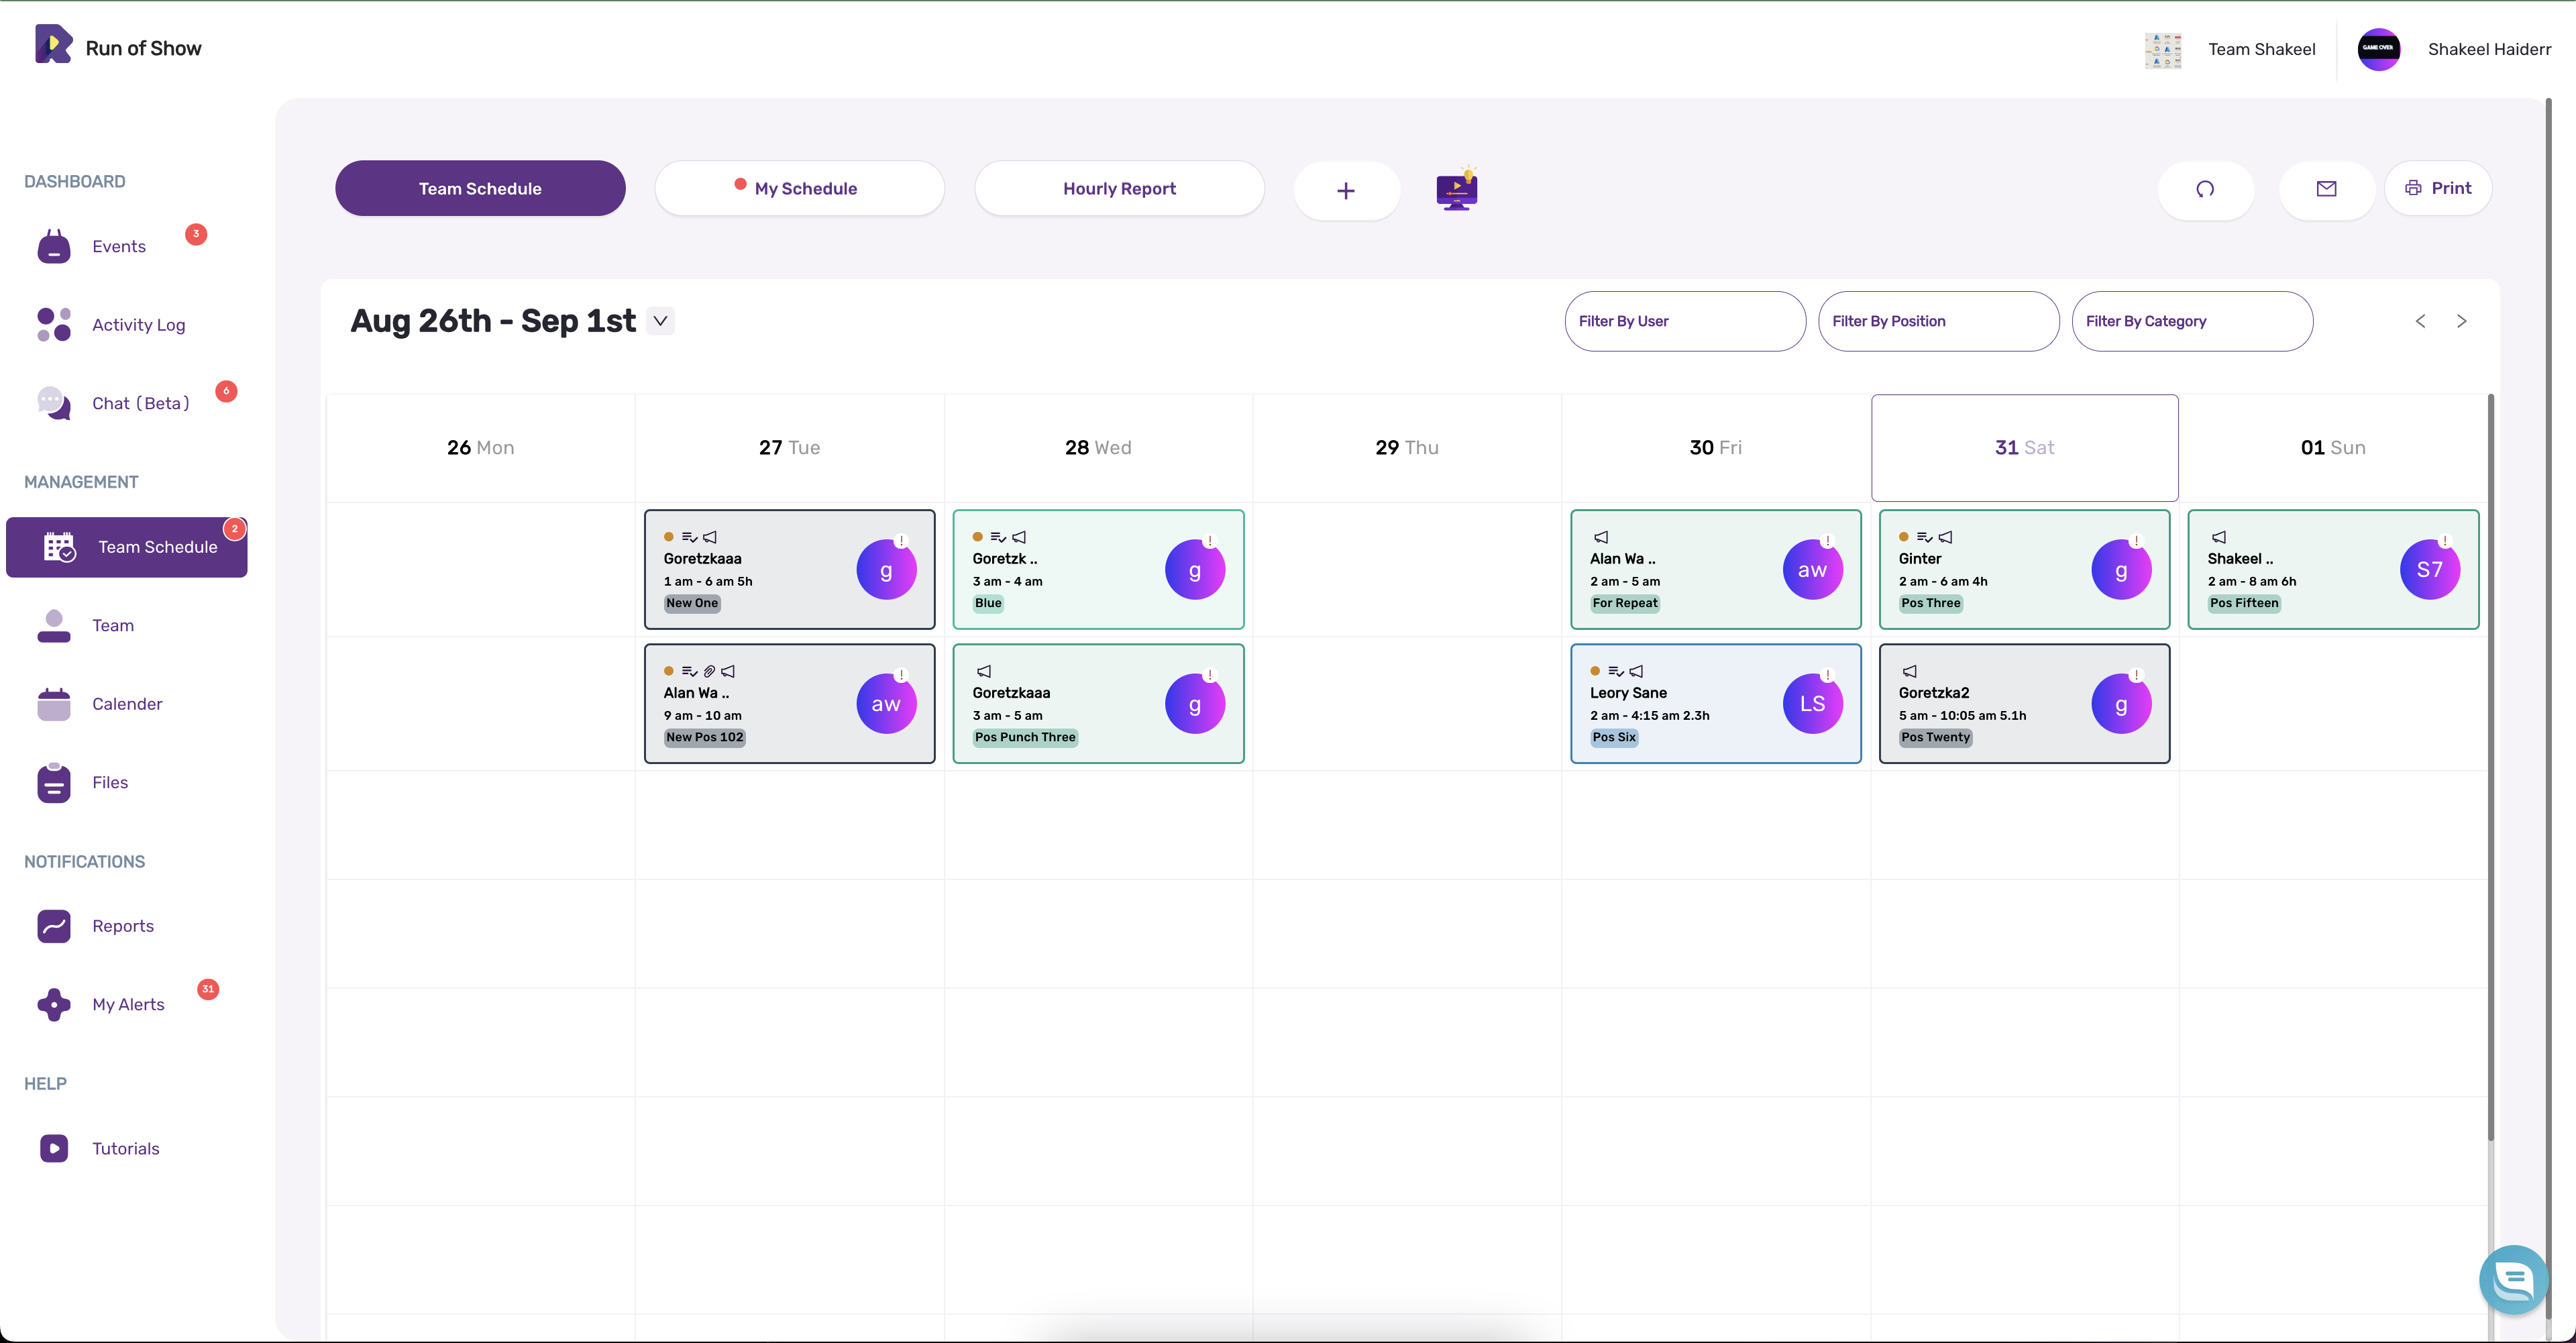 Run of Show
Team Shakeel
GAME OVER
Shakeel Haiderr
DASHBOARD
Events
3
Activity Log
Chat (Beta)
6
MANAGEMENT
Team Schedule
2
Team
Calender
Files
NOTIFICATIONS
Reports
My Alerts
31
HELP
Tutorials
Team Schedule
My Schedule
Hourly Report
+
Print
Aug 26th - Sep 1st
Filter By User
Filter By Position
Filter By Category
26 Mon
27 Tue
28 Wed
29 Thu
30 Fri
31 Sat
01 Sun
Goretzkaaa
1 am - 6 am 5h
New One
g
!
Goretzk ..
3 am - 4 am
Blue
g
!
Alan Wa ..
2 am - 5 am
For Repeat
aw
!
Ginter
2 am - 6 am 4h
Pos Three
g
!
Shakeel ..
2 am - 8 am 6h
Pos Fifteen
S7
!
Alan Wa ..
9 am - 10 am
New Pos 102
aw
!
Goretzkaaa
3 am - 5 am
Pos Punch Three
g
!
Leory Sane
2 am - 4:15 am 2.3h
Pos Six
LS
!
Goretzka2
5 am - 10:05 am 5.1h
Pos Twenty
g
!